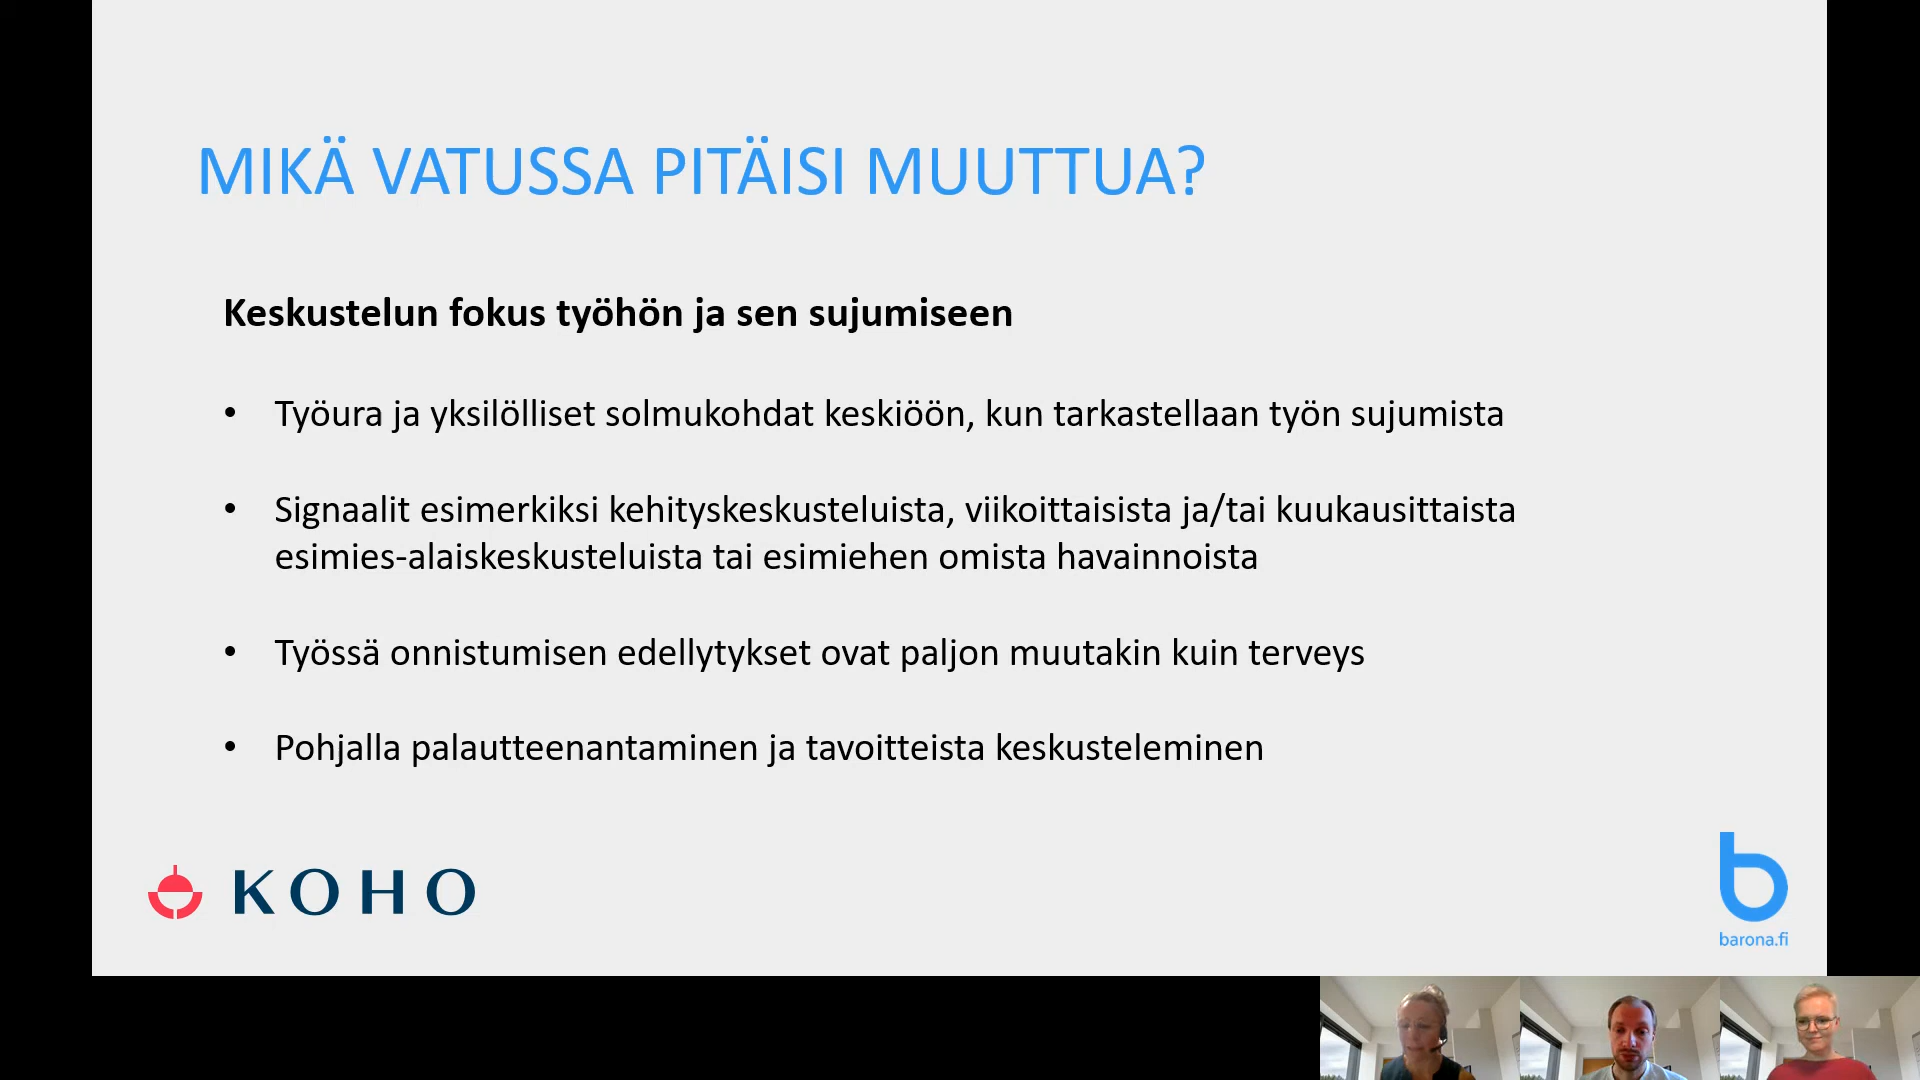 MIKÄ VATUSSA PITÄISI MUUTTUA?
Keskustelun fokus työhön ja sen sujumiseen
• Työura ja yksilölliset solmukohdat keskiöön, kun tarkastellaan työn sujumista
• Signaalit esimerkiksi kehityskeskusteluista, viikoittaisista ja/tai kuukausittaista
esimies-alaiskeskusteluista tai esimiehen omista havainnoista
• Työssä onnistumisen edellytykset ovat paljon muutakin kuin terveys
• Pohjalla palautteenantaminen ja tavoitteista keskusteleminen
KOHO
barona.fi